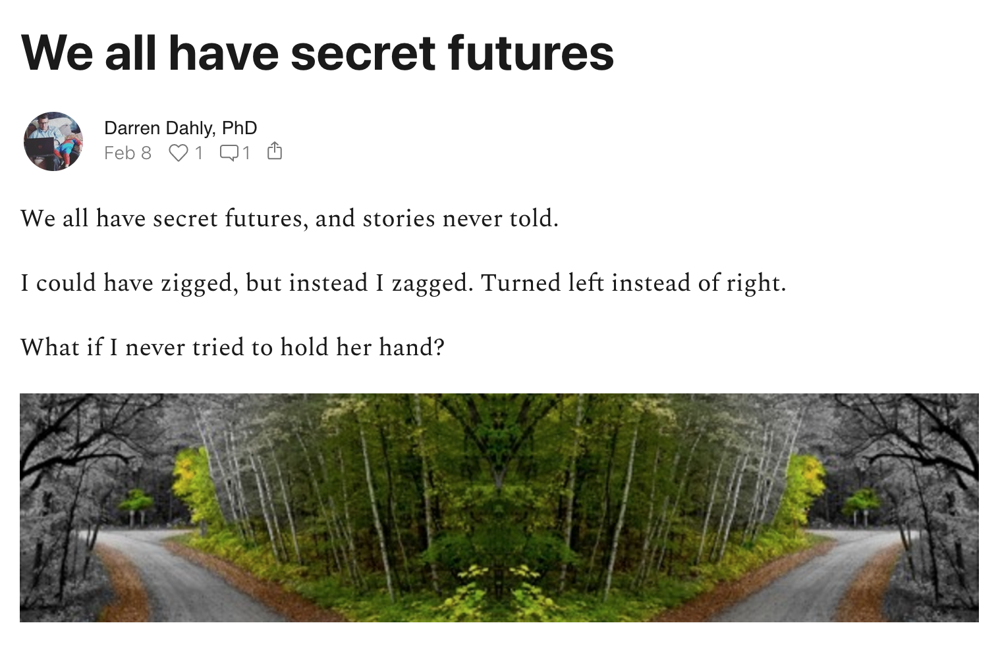 We all have secret futures
Darren Dahly, PhD
Feb 8 1 1
We all have secret futures, and stories never told.
I could have zigged, but instead I zagged. Turned left instead of right.
What if I never tried to hold her hand?